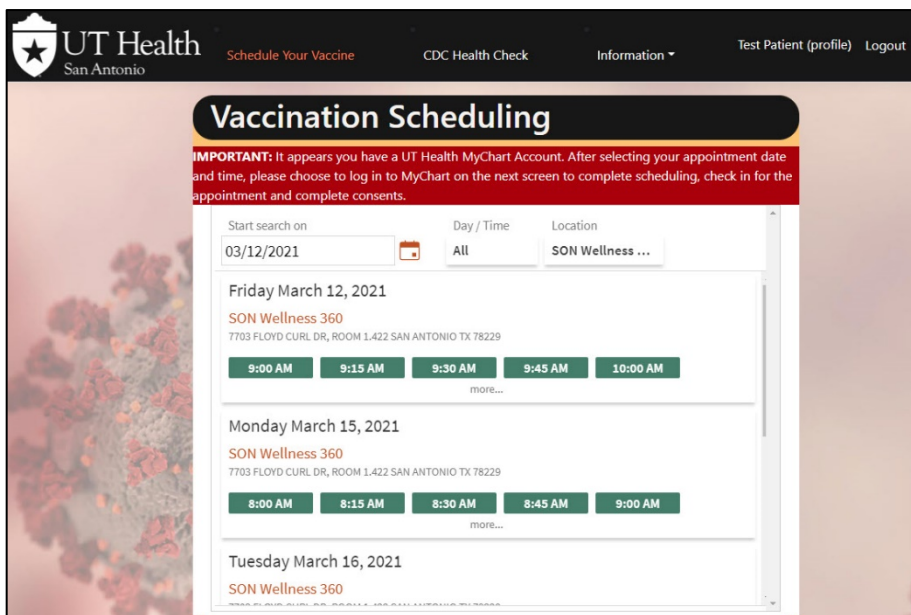 UT Health
San Antonio
Schedule Your Vaccine
CDC Health Check
Information
Test Patient (profile)
Logout
Vaccination Scheduling
IMPORTANT: It appears you have a UT Health MyChart Account. After selecting your appointment date
and time, please choose to log in to MyChart on the next screen to complete scheduling, check in for the
appointment and complete consents.
Start search on
Day / Time
Location
03/12/2021
All
SON Wellness ...
Friday March 12, 2021
SON Wellness 360
7703 FLOYD CURL DR, ROOM 1.422 SAN ANTONIO TX 78229
9:00 AM 9:15 AM 9:30 AM 9:45 AM 10:00 AM
more...
Monday March 15, 2021
SON Wellness 360
7703 FLOYD CURL DR, ROOM 1.422 SAN ANTONIO TX 78229
8:00 AM 8:15 AM 8:30 AM 8:45 AM 9:00 AM
more...
Tuesday March 16, 2021
SON Wellness 360